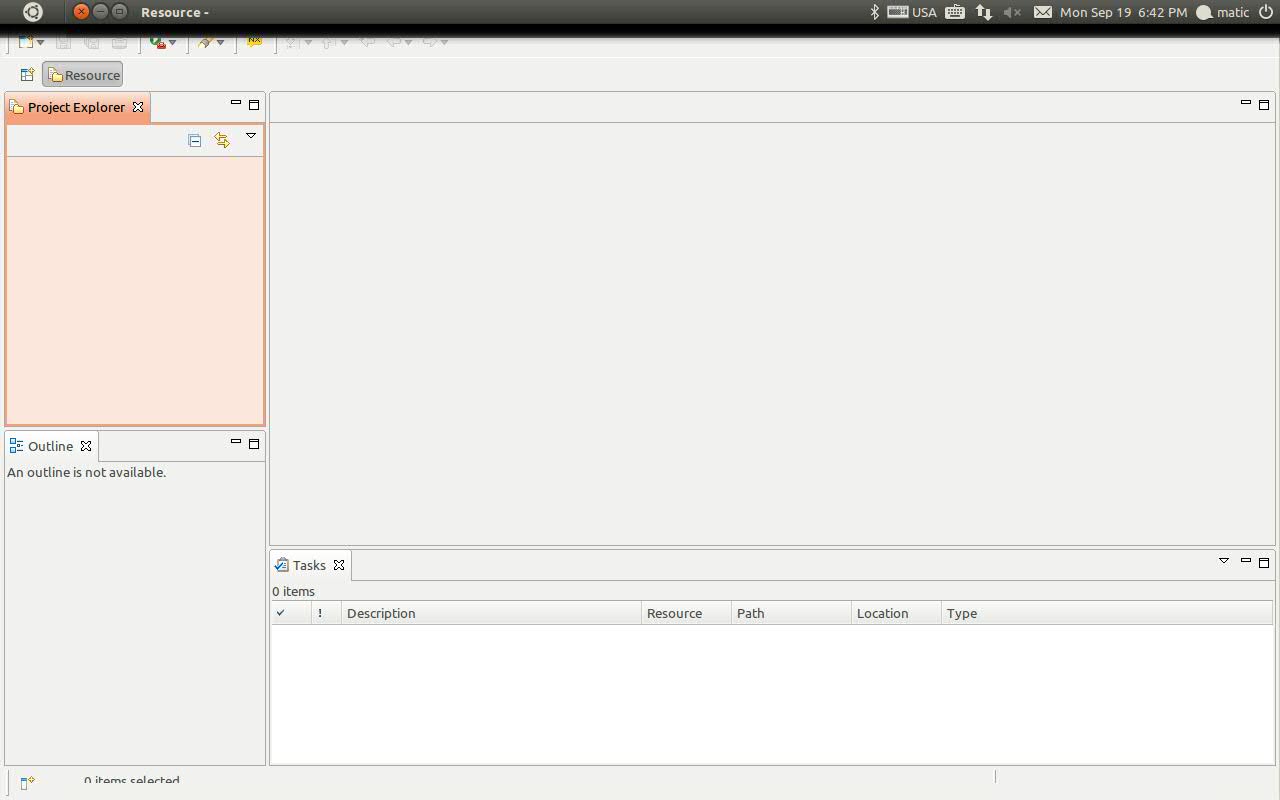 Resource -
USA
Mon Sep 19 6:42 PM
matic
Resource
Project Explorer
Outline
An outline is not available.
Tasks
0 items
! Description Resource Path Location Type
0 items selected